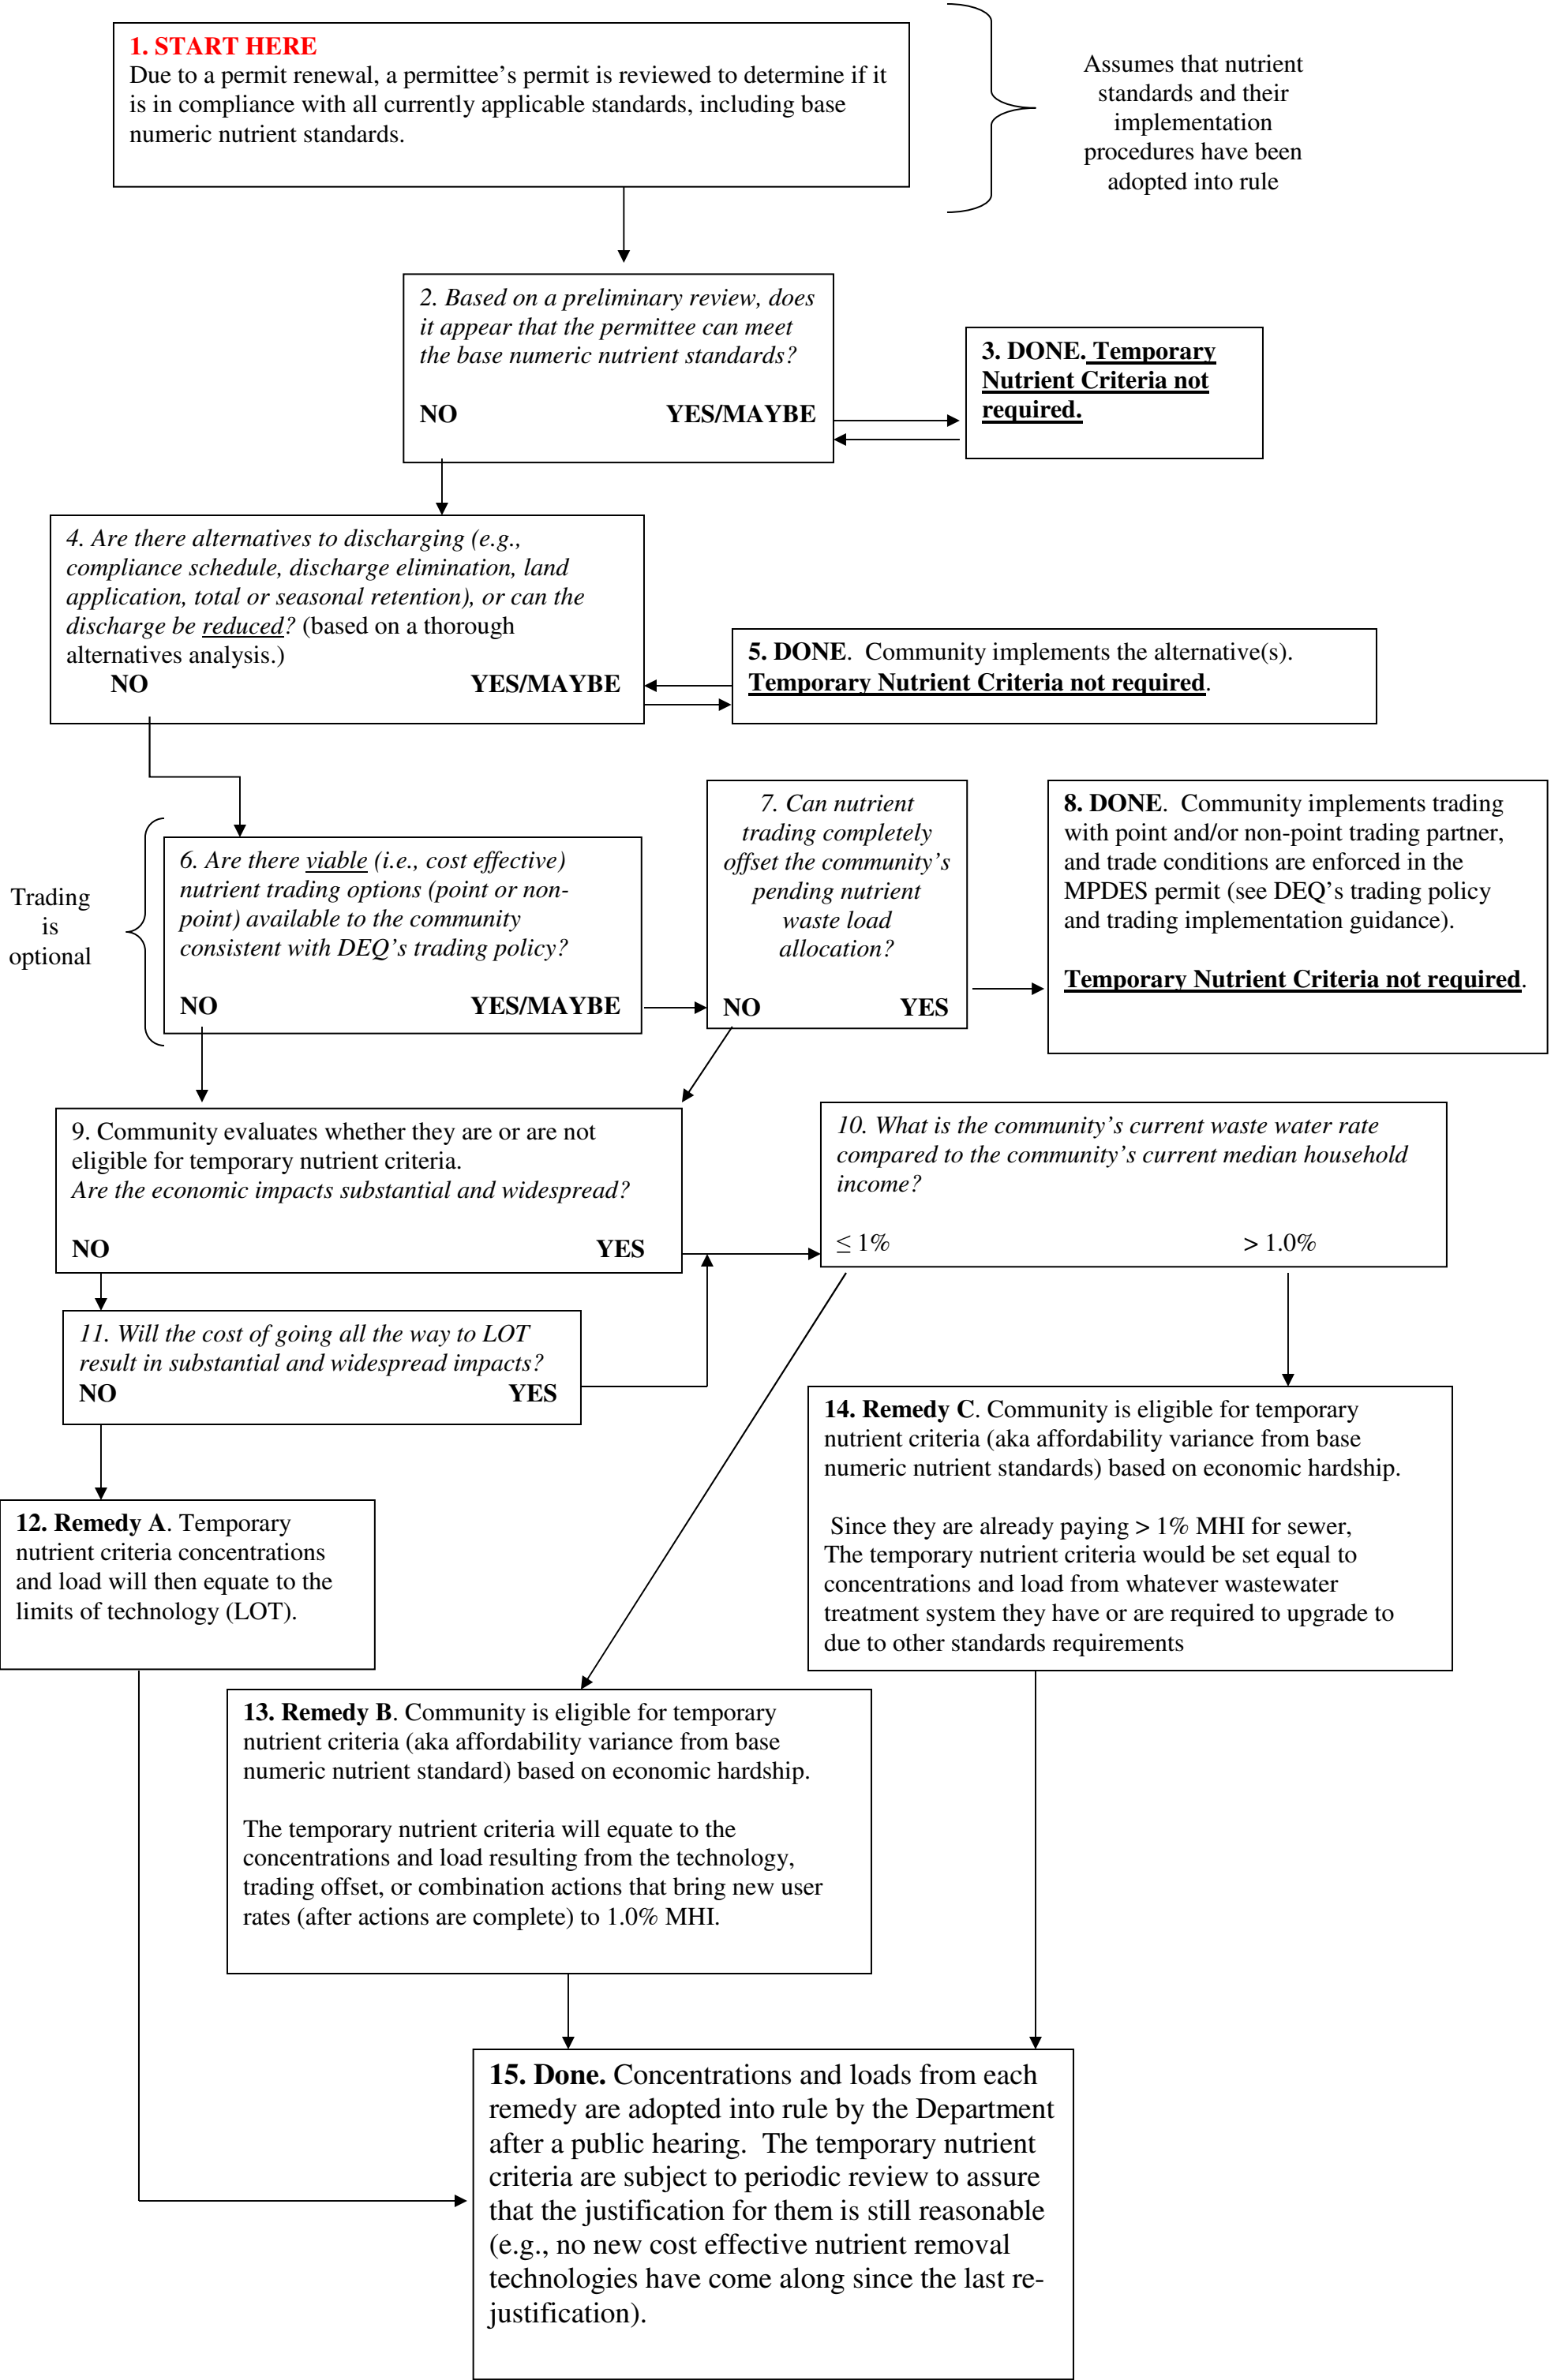 1. START HERE
Due to a permit renewal, a permittee's permit is reviewed to determine if it
is in compliance with all currently applicable standards, including base
numeric nutrient standards.
Assumes that nutrient
standards and their
implementation
procedures have been
adopted into rule
2. Based on a preliminary review, does
it appear that the permittee can meet
the base numeric nutrient standards?
NO YES/MAYBE
3. DONE. Temporary
Nutrient Criteria not
required.
4. Are there alternatives to discharging (e.g.,
compliance schedule, discharge elimination, land
application, total or seasonal retention), or can the
discharge be reduced? (based on a thorough
alternatives analysis.)
NO YES/MAYBE
5. DONE. Community implements the alternative(s).
Temporary Nutrient Criteria not required.
Trading
is
optional
6. Are there viable (i.e., cost effective)
nutrient trading options (point or non-
point) available to the community
consistent with DEQ's trading policy?
NO YES/MAYBE
7. Can nutrient
trading completely
offset the community's
pending nutrient
waste load
allocation?
NO YES
8. DONE. Community implements trading
with point and/or non-point trading partner,
and trade conditions are enforced in the
MPDES permit (see DEQ's trading policy
and trading implementation guidance).
Temporary Nutrient Criteria not required.
9. Community evaluates whether they are or are not
eligible for temporary nutrient criteria.
Are the economic impacts substantial and widespread?
NO YES
10. What is the community's current waste water rate
compared to the community's current median household
income?
≤ 1% > 1.0%
11. Will the cost of going all the way to LOT
result in substantial and widespread impacts?
NO YES
12. Remedy A. Temporary
nutrient criteria concentrations
and load will then equate to the
limits of technology (LOT).
14. Remedy C. Community is eligible for temporary
nutrient criteria (aka affordability variance from base
numeric nutrient standards) based on economic hardship.
Since they are already paying > 1% MHI for sewer,
The temporary nutrient criteria would be set equal to
concentrations and load from whatever wastewater
treatment system they have or are required to upgrade to
due to other standards requirements
13. Remedy B. Community is eligible for temporary
nutrient criteria (aka affordability variance from base
numeric nutrient standard) based on economic hardship.
The temporary nutrient criteria will equate to the
concentrations and load resulting from the technology,
trading offset, or combination actions that bring new user
rates (after actions are complete) to 1.0% MHI.
15. Done. Concentrations and loads from each
remedy are adopted into rule by the Department
after a public hearing. The temporary nutrient
criteria are subject to periodic review to assure
that the justification for them is still reasonable
(e.g., no new cost effective nutrient removal
technologies have come along since the last re-
justification).